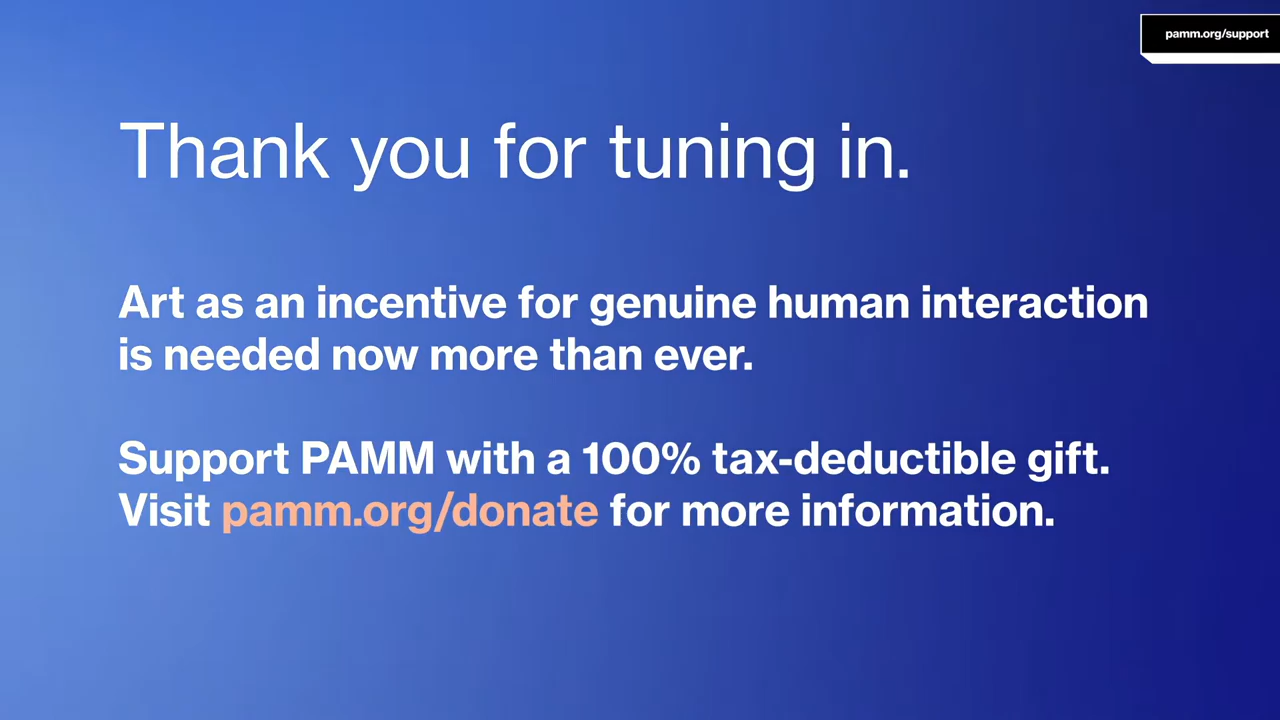 pamm.org/support
Thank you for tuning in.
Art as an incentive for genuine human interaction
is needed now more than ever.
Support PAMM with a 100% tax-deductible gift.
Visit pamm.org/donate for more information.